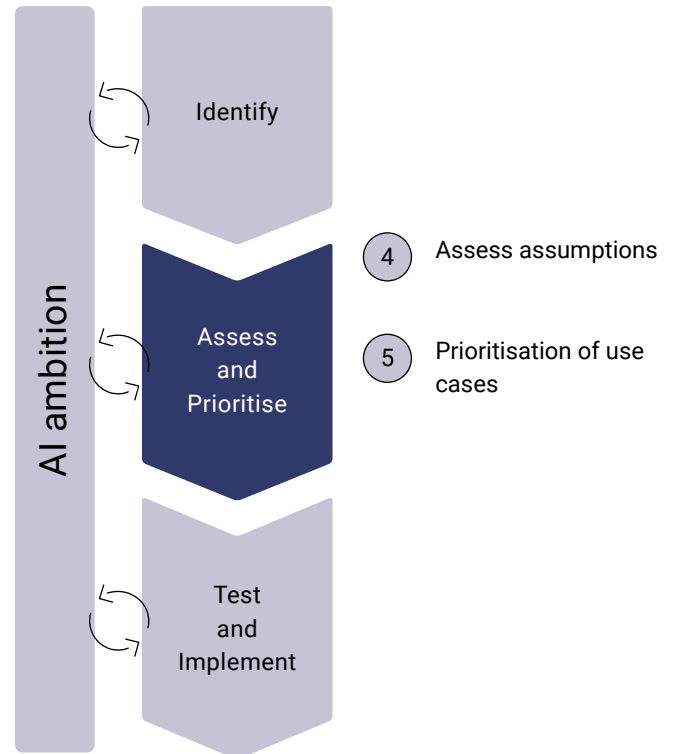 AI ambition
Identify
Assess
and
Prioritise
4
Assess assumptions
5
Prioritisation of use
cases
Test
and
Implement